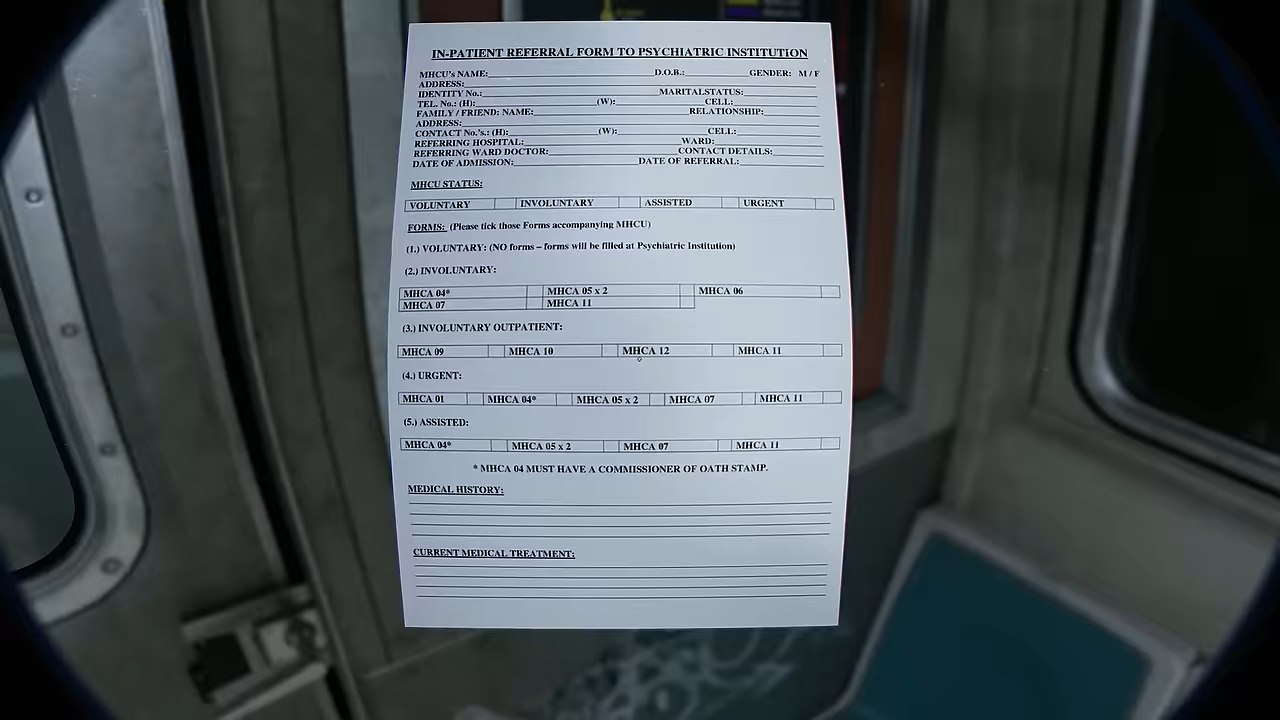 IN-PATIENT REFERRAL FORM TO PSYCHIATRIC INSTITUTION
MHCU's NAME: D.O.B.: GENDER: M / F
ADDRESS:
IDENTITY No.: MARITALSTATUS:
TEL. No.: (H): (W): CELL:
FAMILY / FRIEND: NAME: RELATIONSHIP:
ADDRESS:
CONTACT No.'s.: (H): (W): CELL:
REFERRING HOSPITAL: WARD:
REFERRING WARD DOCTOR: CONTACT DETAILS:
DATE OF ADMISSION: DATE OF REFERRAL:
MHCU STATUS:
VOLUNTARY INVOLUNTARY ASSISTED URGENT
FORMS: (Please tick those Forms accompanying MHCU)
(1.) VOLUNTARY: (NO forms – forms will be filled at Psychiatric Institution)
(2.) INVOLUNTARY:
MHCA 04* MHCA 05 x 2 MHCA 06
MHCA 07 MHCA 11
(3.) INVOLUNTARY OUTPATIENT:
MHCA 09 MHCA 10 MHCA 12 MHCA 11
(4.) URGENT:
MHCA 01 MHCA 04* MHCA 05 x 2 MHCA 07 MHCA 11
(5.) ASSISTED:
MHCA 04* MHCA 05 x 2 MHCA 07 MHCA 11
* MHCA 04 MUST HAVE A COMMISSIONER OF OATH STAMP.
MEDICAL HISTORY:
CURRENT MEDICAL TREATMENT: